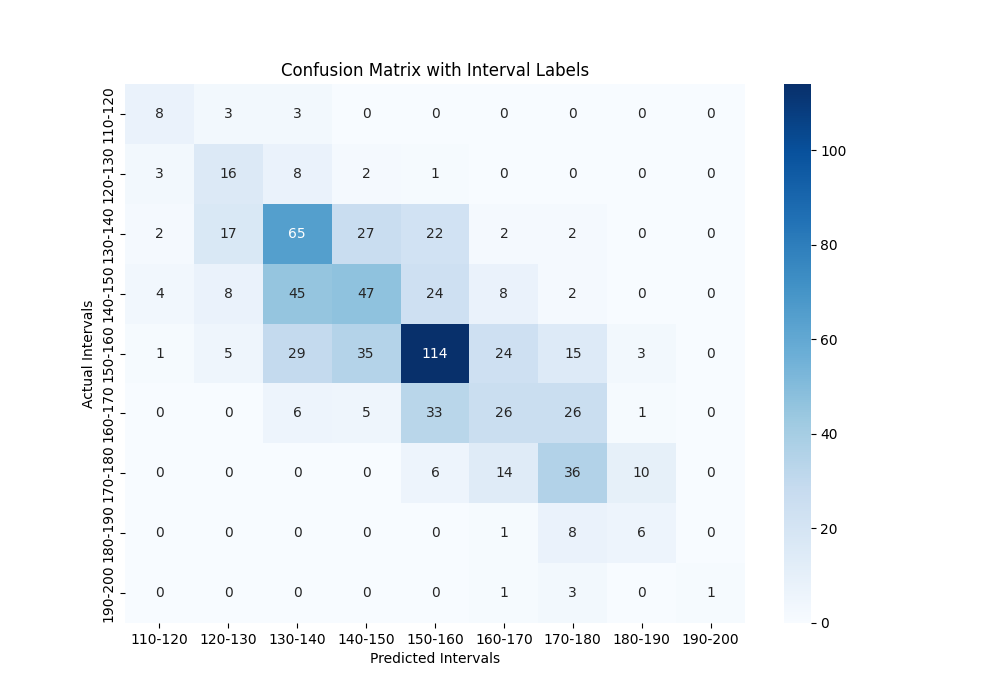 Confusion Matrix with Interval Labels
Actual Intervals
110-120 8 3 3 0 0 0 0 0 0
120-130 3 16 8 2 1 0 0 0 0
130-140 2 17 65 27 22 2 2 0 0
140-150 4 8 45 47 24 8 2 0 0
150-160 1 5 29 35 114 24 15 3 0
160-170 0 0 6 5 33 26 26 1 0
170-180 0 0 0 0 6 14 36 10 0
180-190 0 0 0 0 0 1 8 6 0
190-200 0 0 0 0 0 1 3 0 1
110-120 120-130 130-140 140-150 150-160 160-170 170-180 180-190 190-200
Predicted Intervals
100
80
60
40
20
0